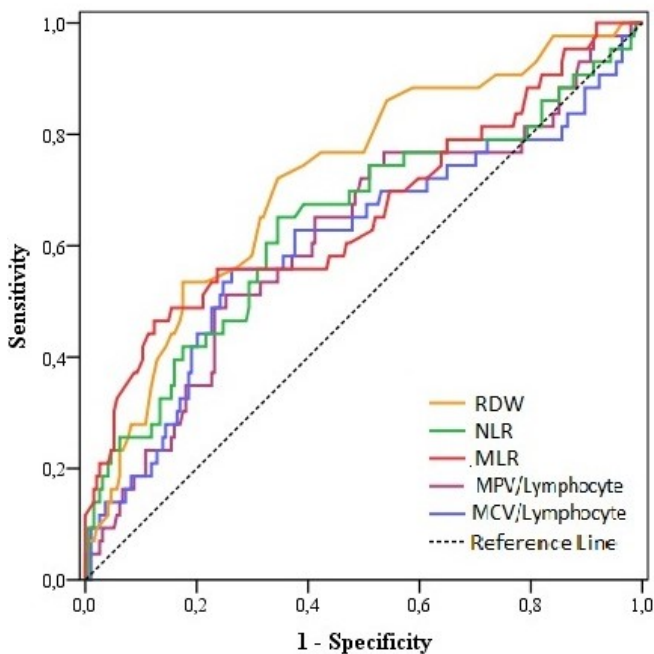 1,0
0,8
0,6
0,4
0,2
0,0
Sensitivity
RDW
NLR
MLR
MPV/Lymphocyte
MCV/Lymphocyte
Reference Line
0,0 0,2 0,4 0,6 0,8 1,0
1 - Specificity